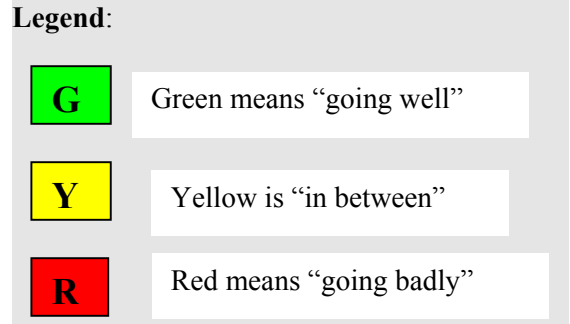 Legend:
G Green means “going well”
Y Yellow is “in between”
R Red means “going badly”